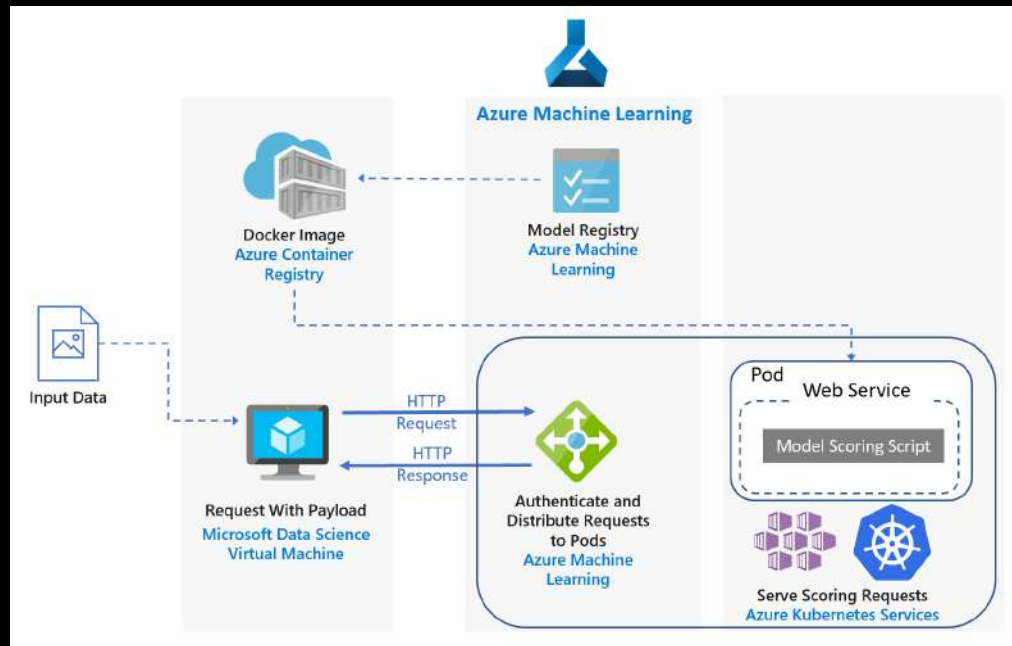 Azure Machine Learning
Docker Image
Azure Container
Registry
Model Registry
Azure Machine
Learning
Input Data
HTTP
Request
HTTP
Response
Request With Payload
Microsoft Data Science
Virtual Machine
Authenticate and
Distribute Requests
to Pods
Azure Machine
Learning
Pod
Web Service
Model Scoring Script
Serve Scoring Requests
Azure Kubernetes Services